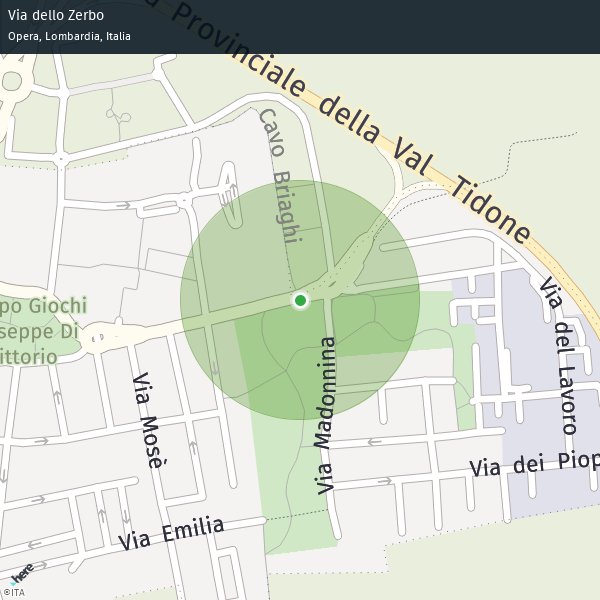 Via dello Zerbo
Opera, Lombardia, Italia
Provinciale della Val Tidone
Cavo Briaghi
po Giochi
seppe Di
ittorio
Via Mosè
Via Madonnina
Via del Lavoro
Via dei Piop
Via Emilia
here
©ITA